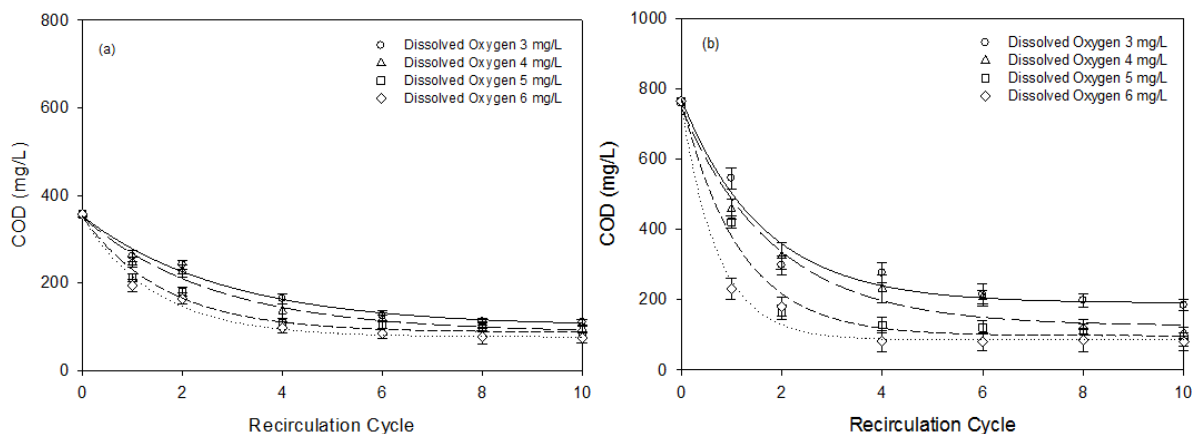 800
(a)
Dissolved Oxygen 3 mg/L
Dissolved Oxygen 4 mg/L
Dissolved Oxygen 5 mg/L
Dissolved Oxygen 6 mg/L
600
COD (mg/L)
400
200
0
0 2 4 6 8 10
Recirculation Cycle
1000
(b)
Dissolved Oxygen 3 mg/L
Dissolved Oxygen 4 mg/L
Dissolved Oxygen 5 mg/L
Dissolved Oxygen 6 mg/L
800
600
COD (mg/L)
400
200
0
0 2 4 6 8 10
Recirculation Cycle